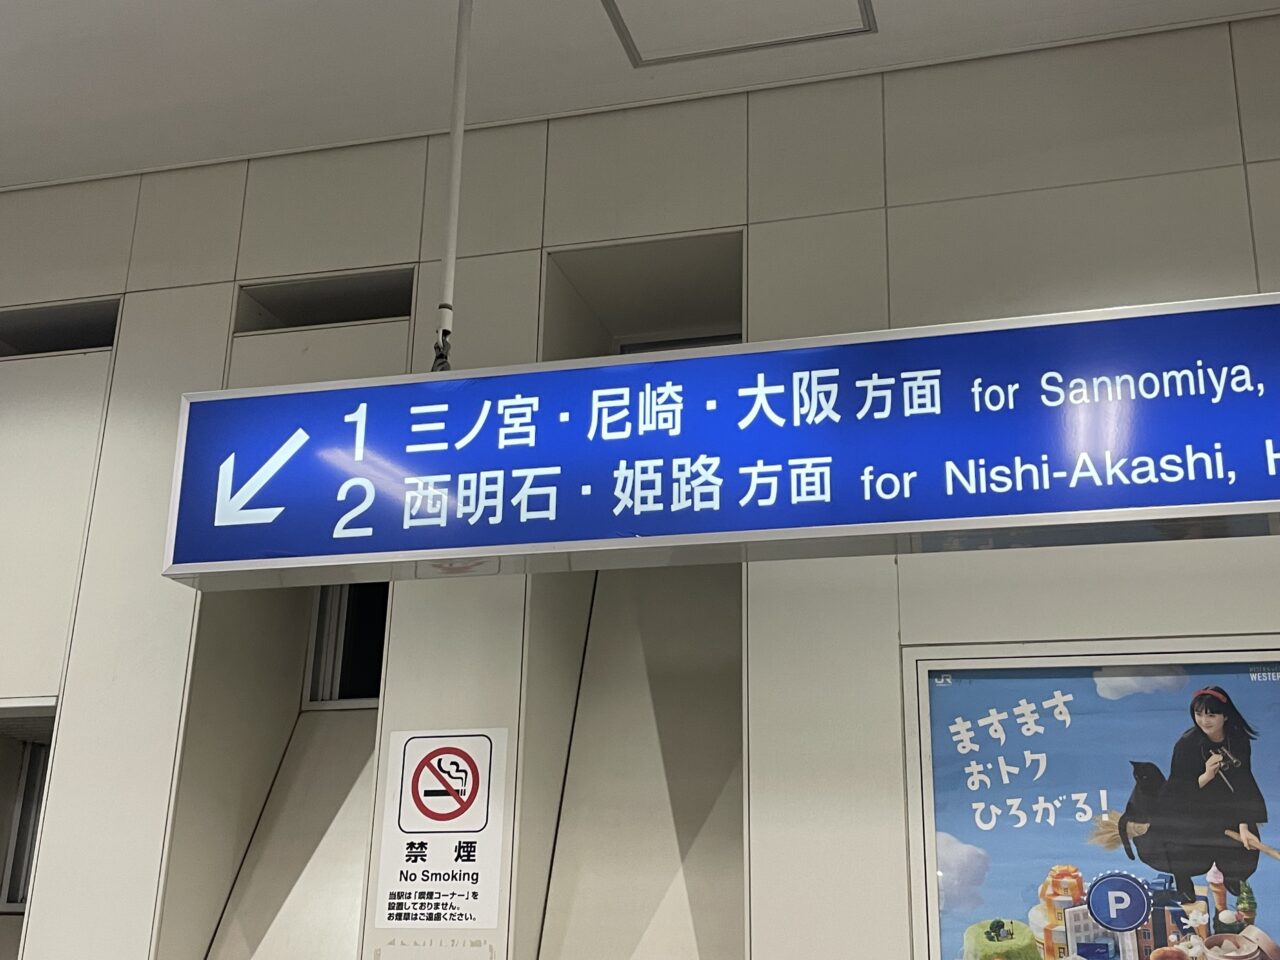 1 三ノ宮・尼崎・大阪方面 for Sannomiya,
2 西明石・姫路方面 for Nishi-Akashi, H
禁煙
No Smoking
当駅は「喫煙コーナー」を
設置しておりません。
お煙草はご遠慮ください。
JR
WESTER
ますます
おトク
ひろがる!
P